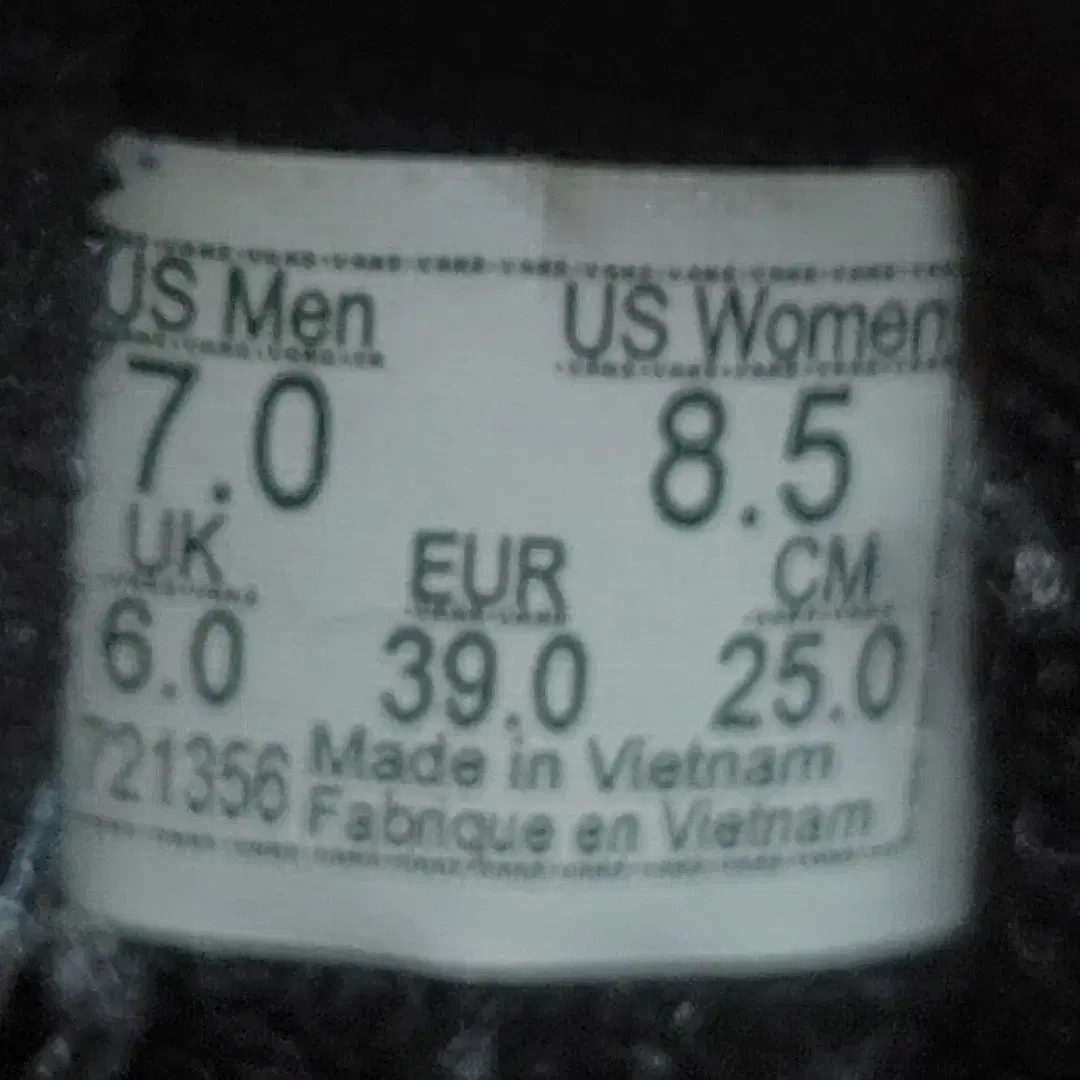 US Men US Women
7.0 8.5
UK EUR CM
6.0 39.0 25.0
721356 Made in Vietnam
Fabrique en Vietnam